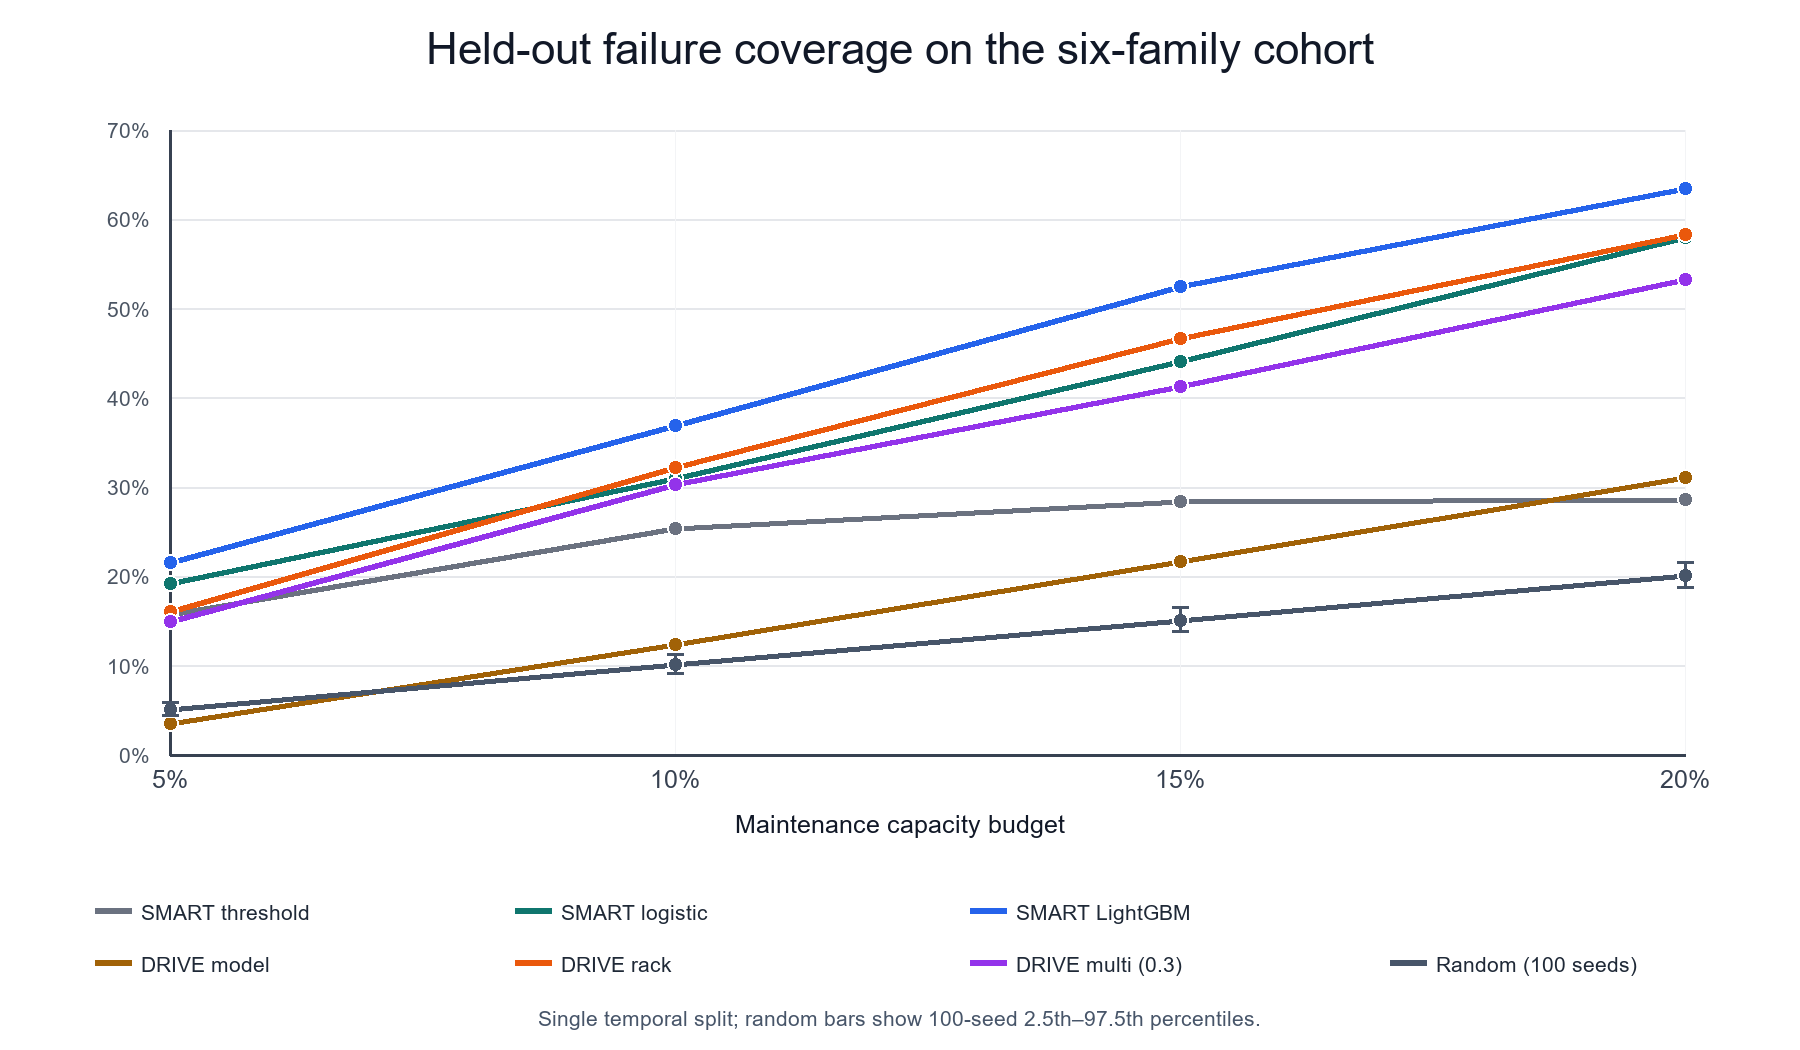 Held-out failure coverage on the six-family cohort
70%
60%
50%
40%
30%
20%
10%
0%
5% 10% 15% 20%
Maintenance capacity budget
SMART threshold SMART logistic SMART LightGBM
DRIVE model DRIVE rack DRIVE multi (0.3) Random (100 seeds)
Single temporal split; random bars show 100-seed 2.5th–97.5th percentiles.